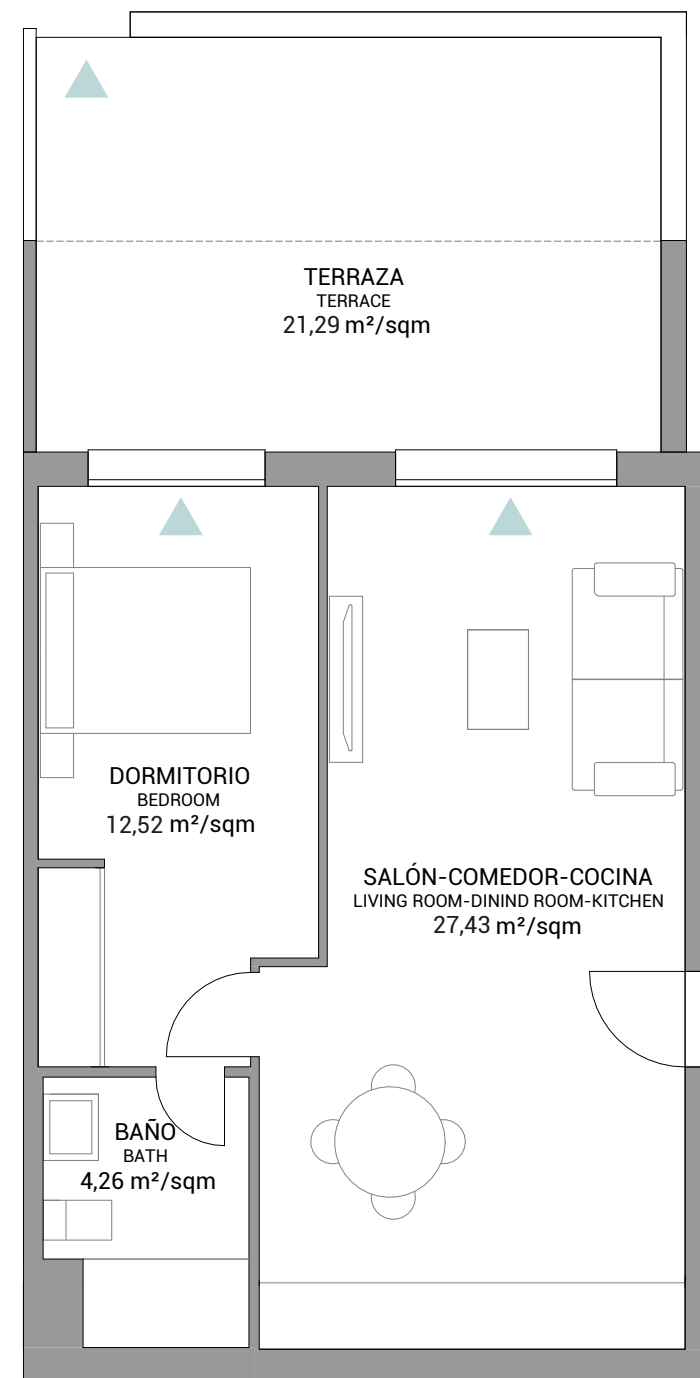 TERRAZA
TERRACE
21,29 m²/sqm
DORMITORIO
BEDROOM
12,52 m²/sqm
SALÓN-COMEDOR-COCINA
LIVING ROOM-DININD ROOM-KITCHEN
27,43 m²/sqm
BAÑO
BATH
4,26 m²/sqm